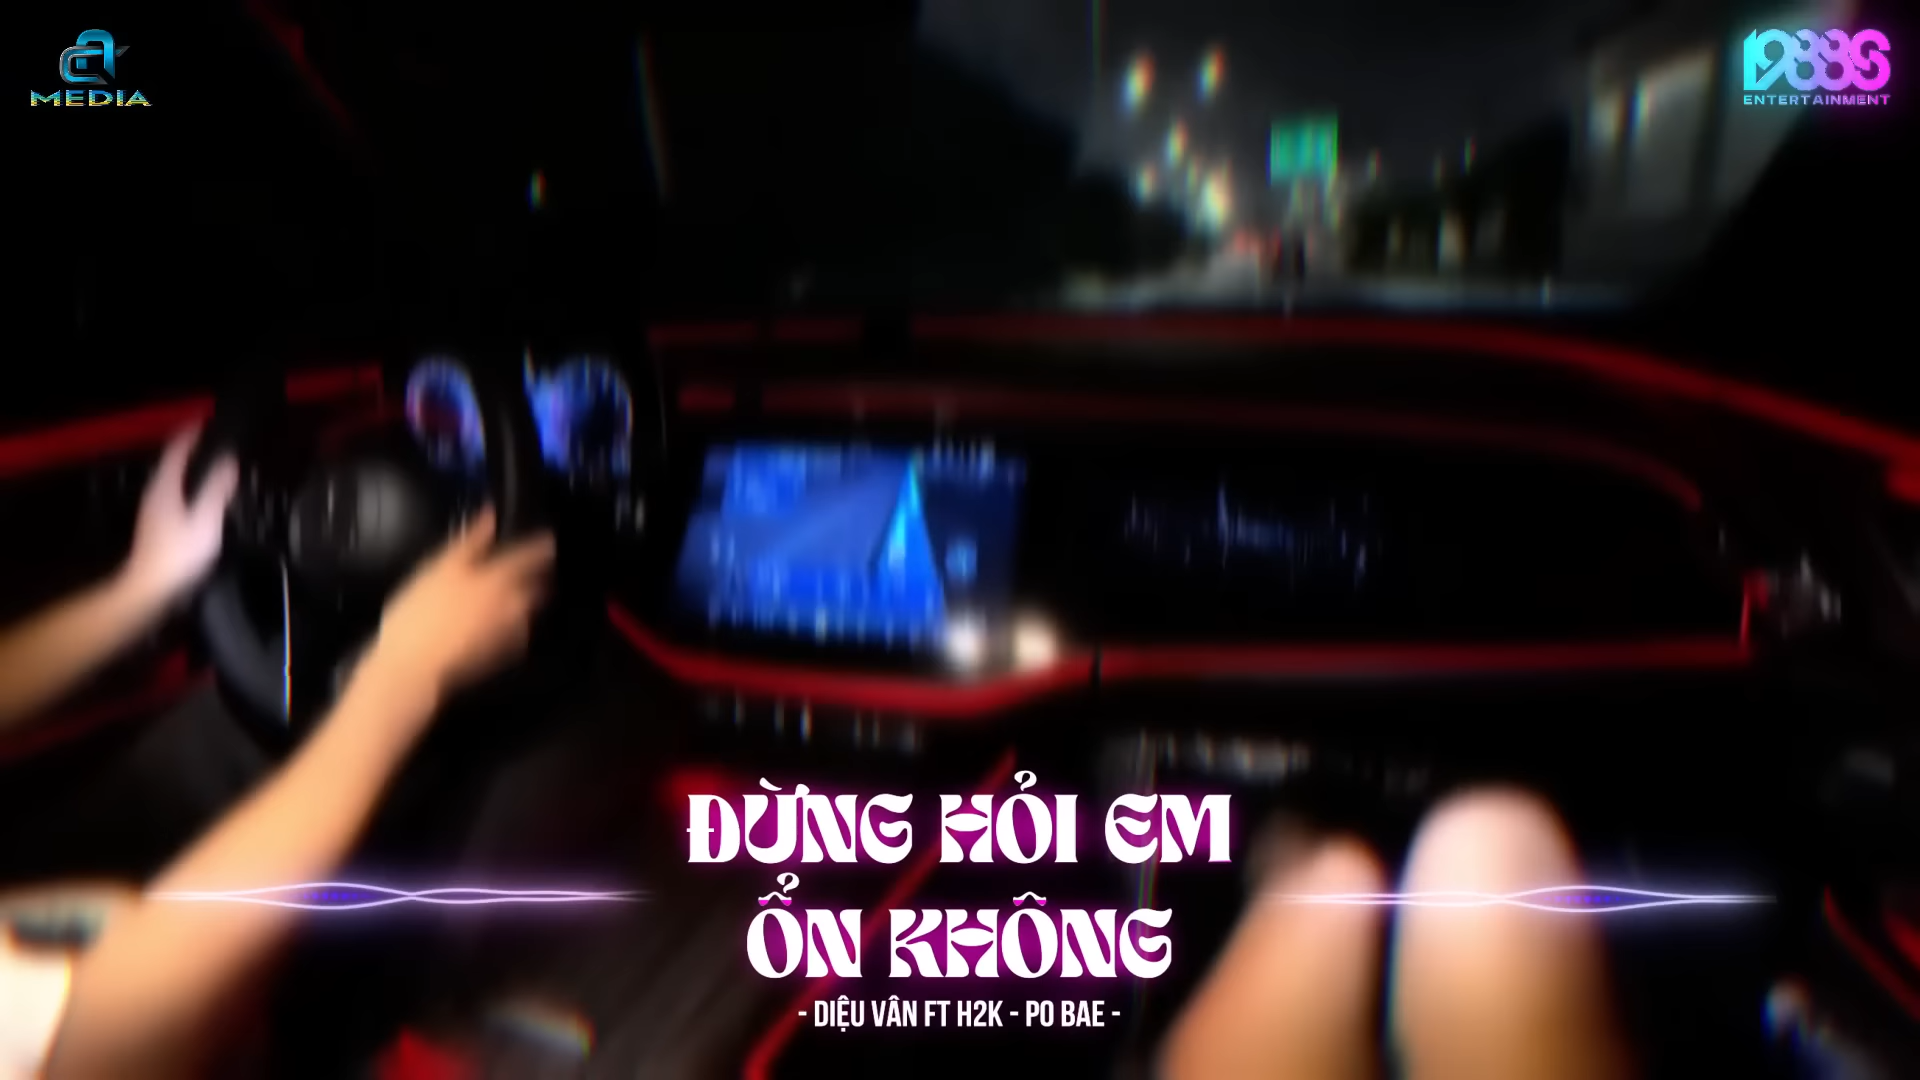 MEDIA
1988S
ENTERTAINMENT
ĐỪNG HỎI EM
ỔN KHÔNG
- DIỆU VÂN FT H2K - PO BAE -